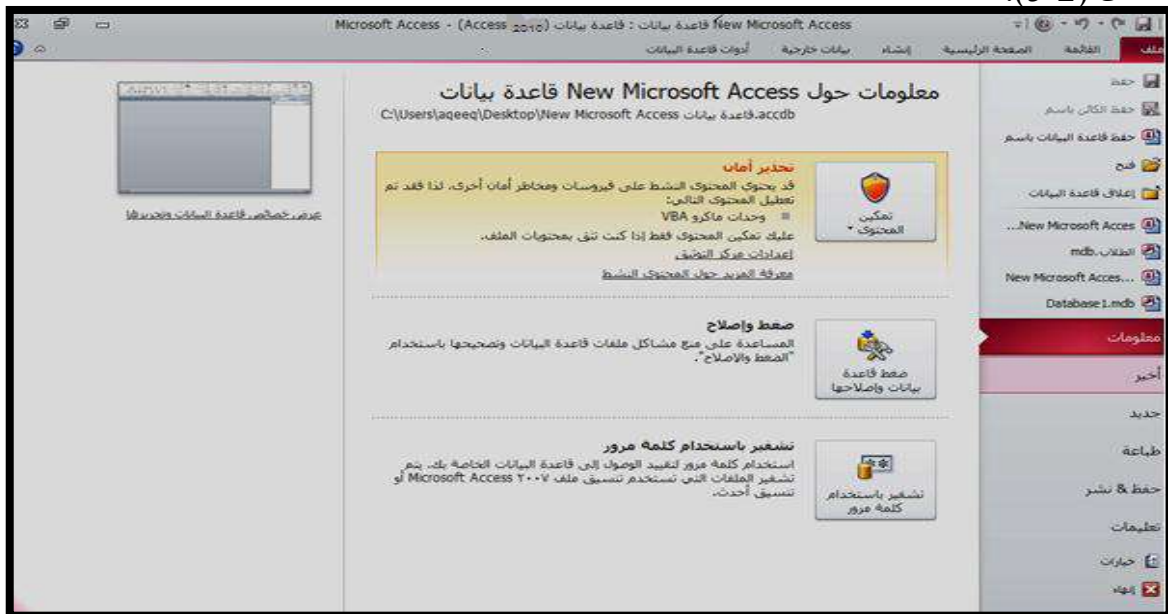 New Microsoft Access قاعدة بيانات : قاعدة بيانات (Access 2010) - Microsoft Access
ملف
القائمة
الصفحة الرئيسية
إنشاء
بيانات خارجية
أدوات قاعدة البيانات
حفظ
حفظ الكائن باسم
حفظ قاعدة البيانات باسم
فتح
إغلاق قاعدة البيانات
New Microsoft Acces...
الطلاب.mdb
New Microsoft Acces...
Database1.mdb
معلومات
أخير
جديد
طباعة
حفظ & نشر
تعليمات
خيارات
إنهاء
معلومات حول New Microsoft Access قاعدة بيانات
C:\Users\aqeeq\Desktop\New Microsoft Access قاعدة بيانات.accdb
تمكين
المحتوى
تحذير أمان
قد يحتوي المحتوى النشط على فيروسات ومخاطر أمان أخرى، لذا فقد تم
تعطيل المحتوى التالي:
وحدات ماكرو VBA
عليك تمكين المحتوى فقط إذا كنت تثق بمحتويات الملف.
إعدادات مركز التوثيق
معرفة المزيد حول المحتوى النشط
ضغط قاعدة
بيانات وإصلاحها
ضغط وإصلاح
المساعدة على منع مشاكل ملفات قاعدة البيانات وتصحيحها باستخدام
"الضغط والإصلاح".
تشفير باستخدام
كلمة مرور
تشفير باستخدام كلمة مرور
استخدام كلمة مرور لتقييد الوصول إلى قاعدة البيانات الخاصة بك. يتم
تشفير الملفات التي تستخدم تنسيق ملف Microsoft Access ٢٠٠٧ أو
تنسيق أحدث.
عرض خصائص قاعدة البيانات وتحريرها